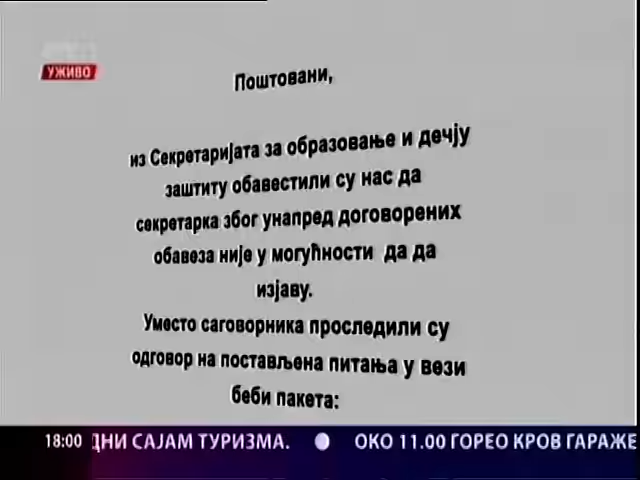 УЖИВО
Поштовани,
из Секретаријата за образовање и дечју
заштиту обавестили су нас да
секретарка због унапред договорених
обавеза није у могућности да да
изјаву.
Уместо саговорника проследили су
одговор на постављена питања у вези
беби пакета:
18:00 ДНИ САЈАМ ТУРИЗМА. ● ОКО 11.00 ГОРЕО КРОВ ГАРАЖЕ